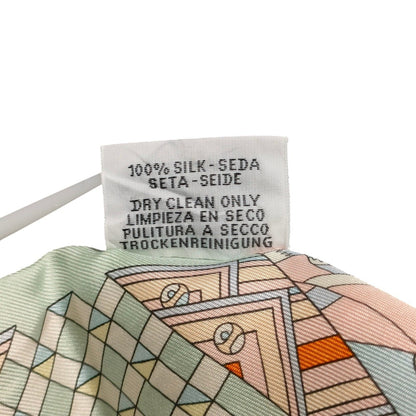 100% SILK-SEDA
SETA-SEIDE
DRY CLEAN ONLY
LIMPIEZA EN SECO
PULITURA A SECCO
TROCKENREINIGUNG